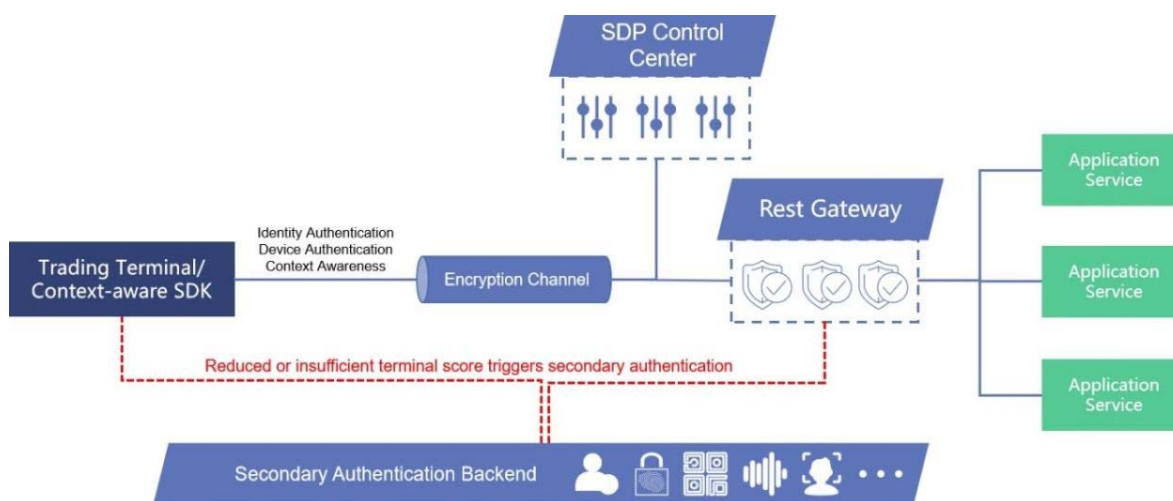 SDP Control
Center
Rest Gateway
Application
Service
Identity Authentication
Device Authentication
Context Awareness
Trading Terminal/
Context-aware SDK
Encryption Channel
Application
Service
Reduced or insufficient terminal score triggers secondary authentication
Application
Service
Secondary Authentication Backend